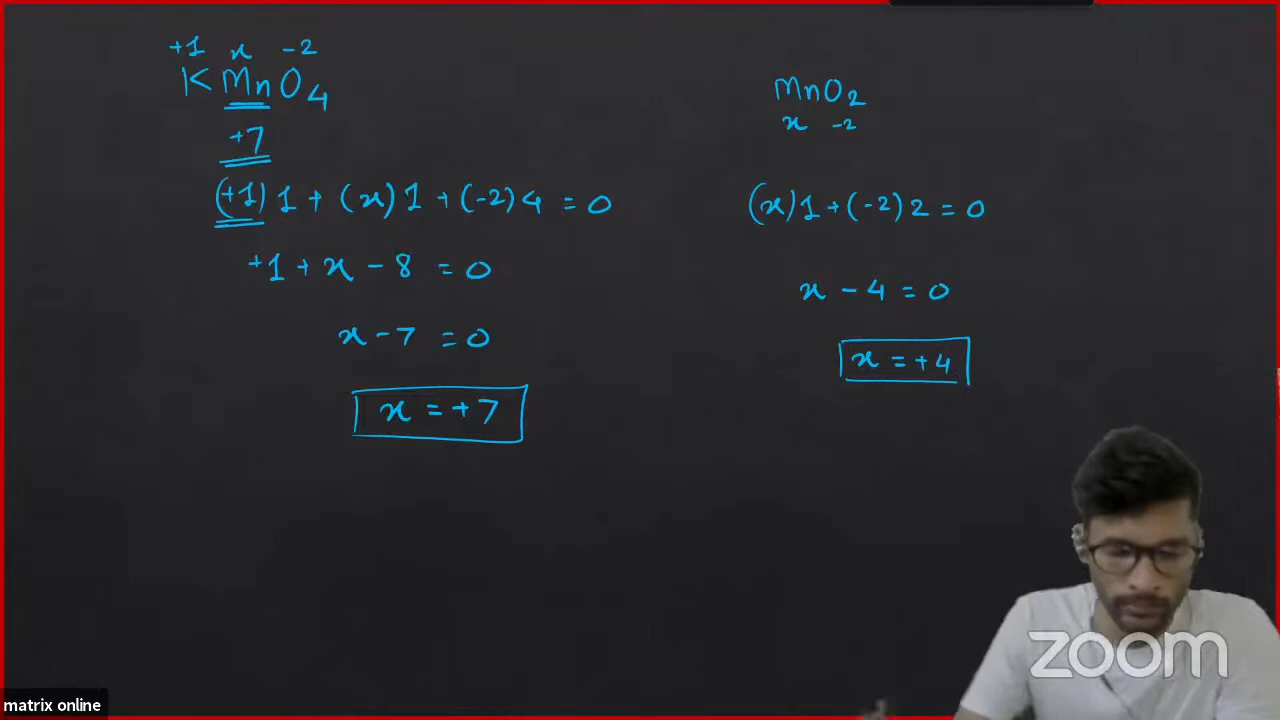 +1 x -2
KMnO4
+7
(+1)1 + (x)1 + (-2)4 = 0
+1 + x - 8 = 0
x - 7 = 0
x = +7
MnO2
x -2
(x)1 + (-2)2 = 0
x - 4 = 0
x = +4
zoom
matrix online